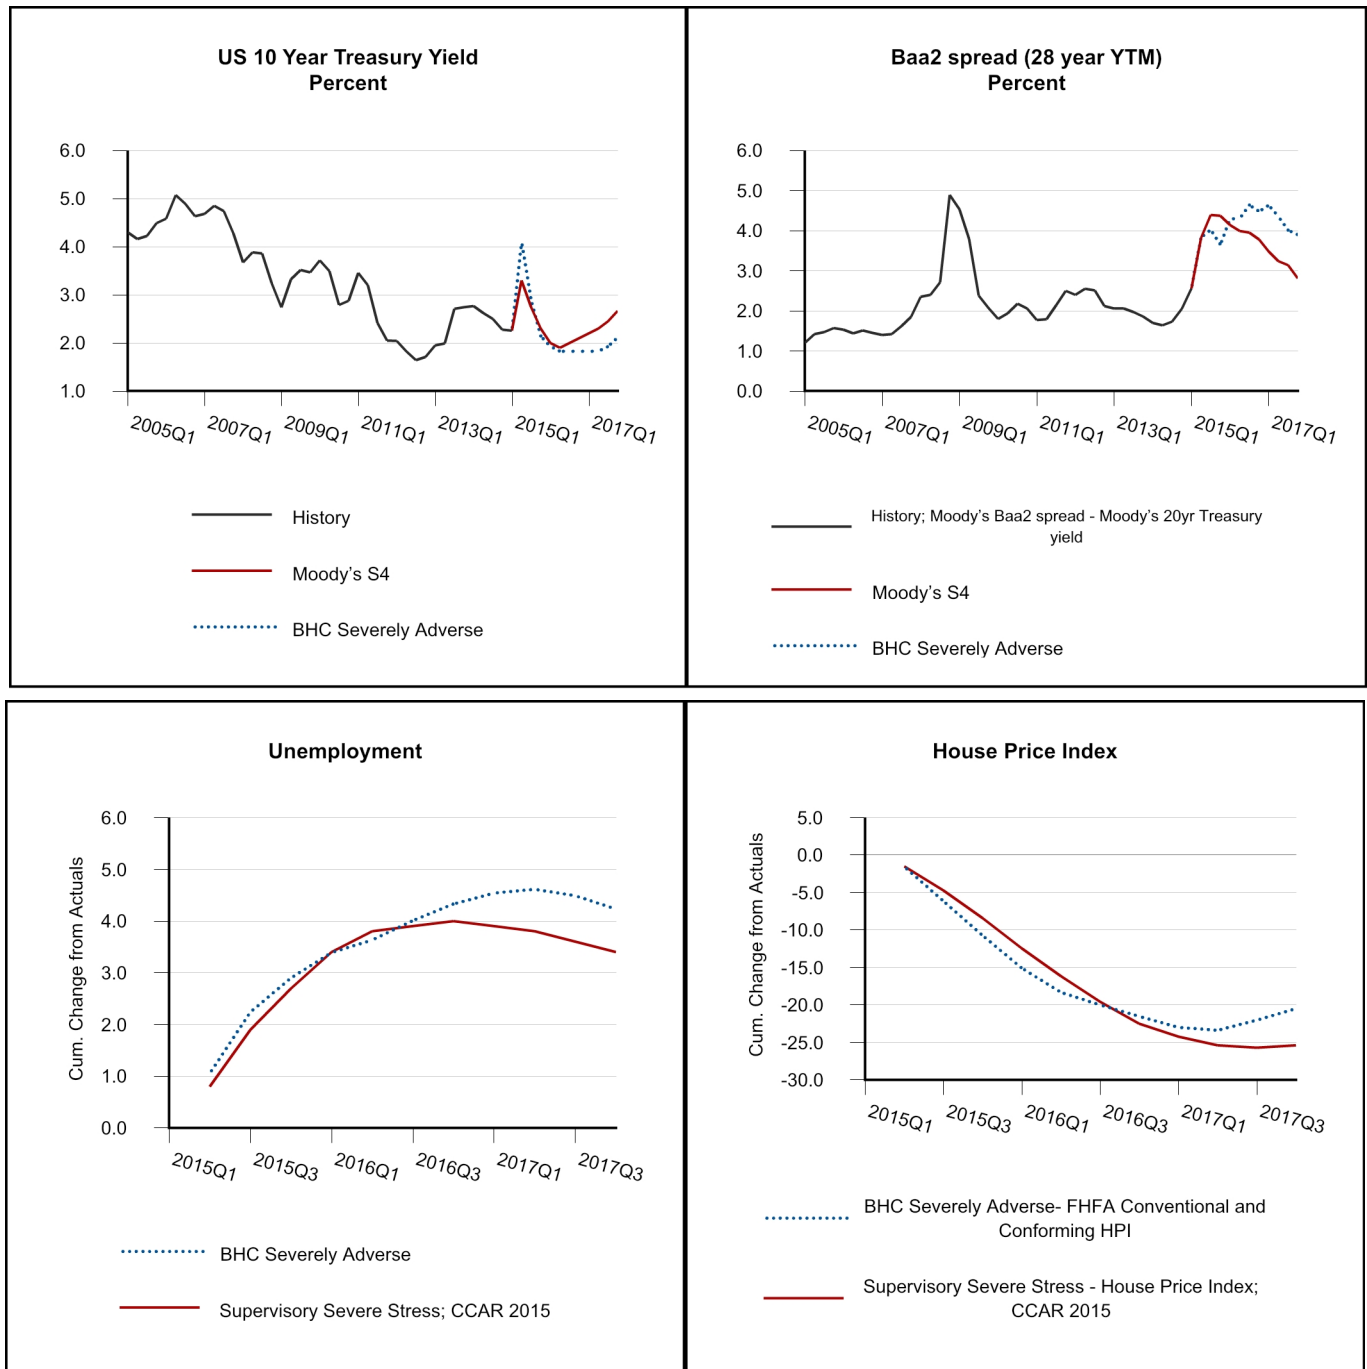 US 10 Year Treasury Yield
Percent
6.0
5.0
4.0
3.0
2.0
1.0
2005Q1
2007Q1
2009Q1
2011Q1
2013Q1
2015Q1
2017Q1
History
Moody's S4
BHC Severely Adverse
Baa2 spread (28 year YTM)
Percent
6.0
5.0
4.0
3.0
2.0
1.0
0.0
2005Q1
2007Q1
2009Q1
2011Q1
2013Q1
2015Q1
2017Q1
History; Moody's Baa2 spread - Moody's 20yr Treasury
yield
Moody's S4
BHC Severely Adverse
Unemployment
Cum. Change from Actuals
6.0
5.0
4.0
3.0
2.0
1.0
0.0
2015Q1
2015Q3
2016Q1
2016Q3
2017Q1
2017Q3
BHC Severely Adverse
Supervisory Severe Stress; CCAR 2015
House Price Index
Cum. Change from Actuals
5.0
0.0
-5.0
-10.0
-15.0
-20.0
-25.0
-30.0
2015Q1
2015Q3
2016Q1
2016Q3
2017Q1
2017Q3
BHC Severely Adverse- FHFA Conventional and
Conforming HPI
Supervisory Severe Stress - House Price Index;
CCAR 2015